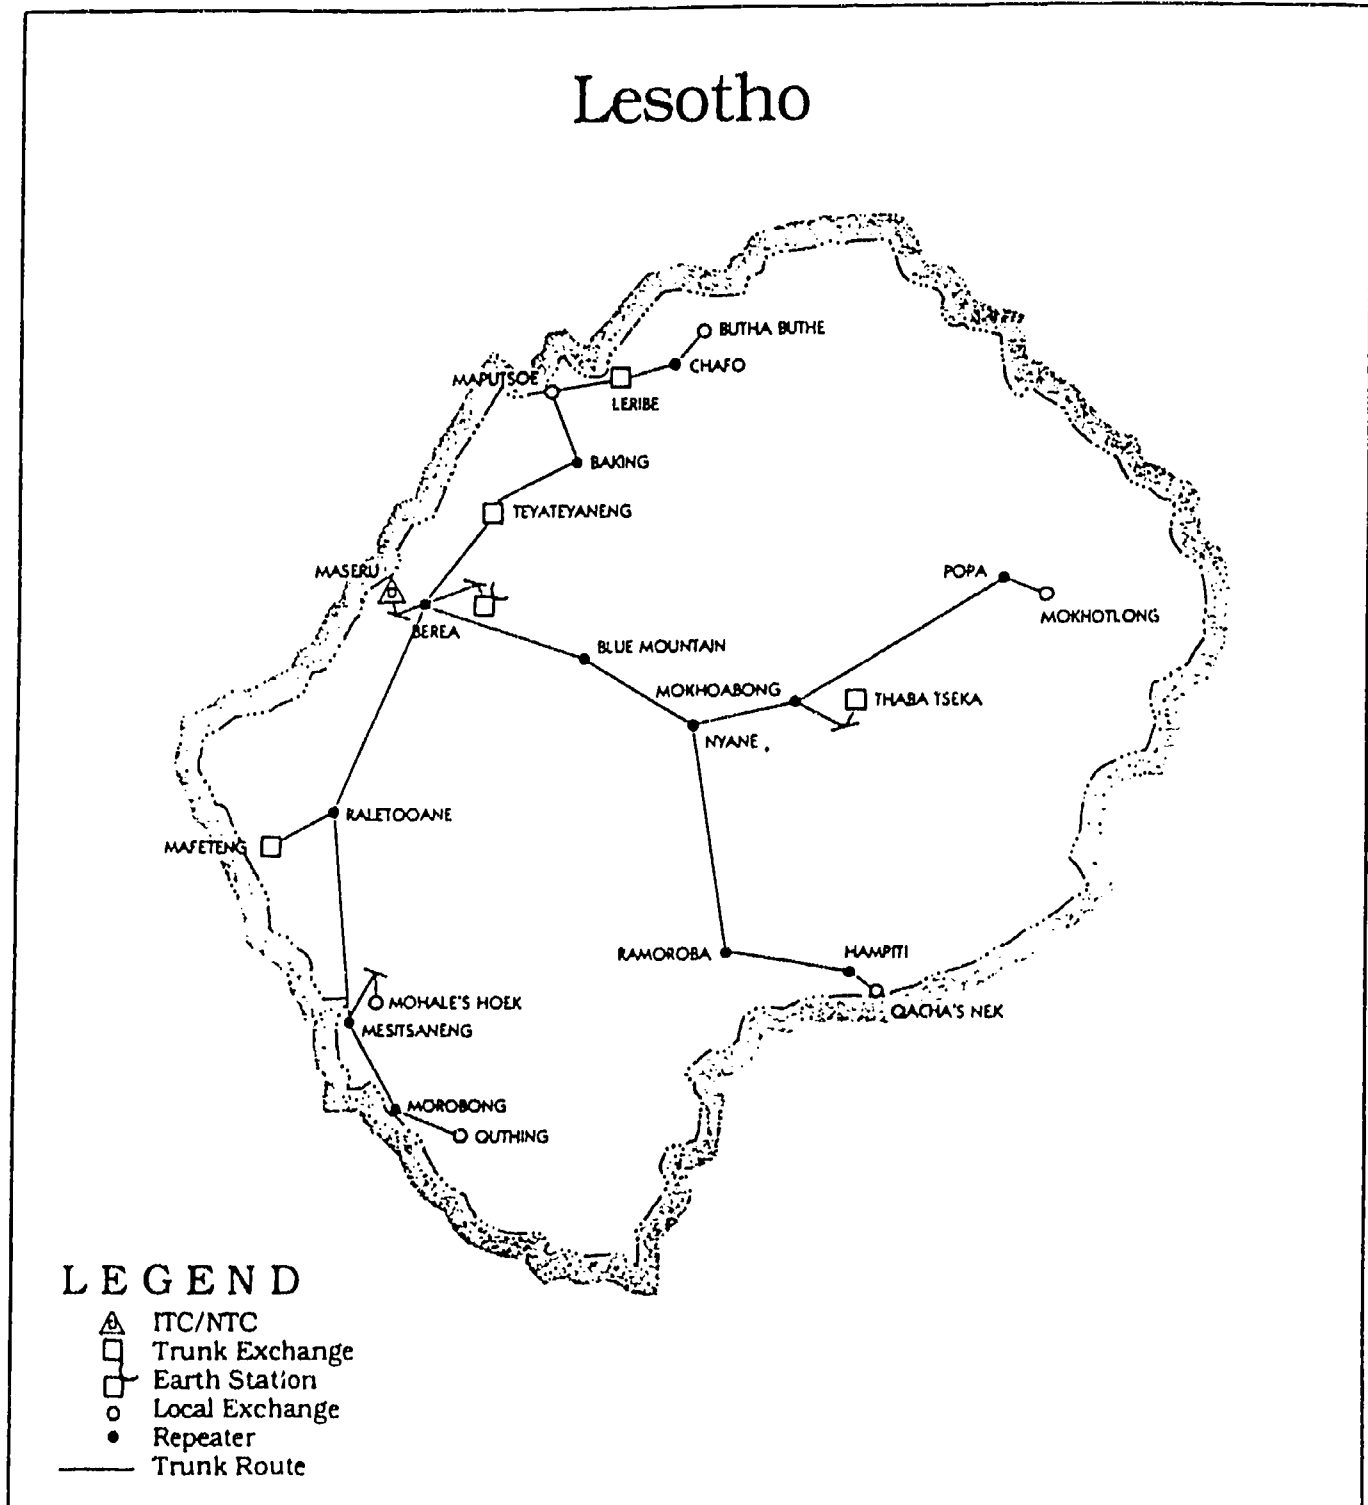 Lesotho
BUTHA BUTHE
CHAFO
MAPUTSOE
LERIBE
BAKING
TEYATEYANENG
MASERU
POPA
MOKHOTLONG
BEREA
BLUE MOUNTAIN
MOKHOABONG
THABA TSEKA
NYANE
RALETOOANE
MAFETENG
RAMOROBA
HAMPITI
MOHALE'S HOEK
QACHA'S NEK
MESITSANENG
MOROBONG
QUTHING
LEGEND
ITC/NTC
Trunk Exchange
Earth Station
Local Exchange
Repeater
Trunk Route